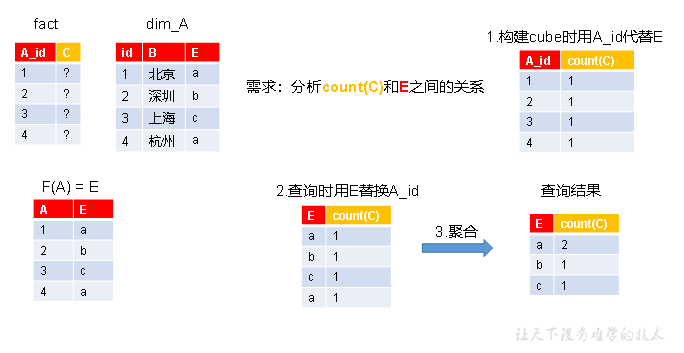 fact
A_id C
1 ?
2 ?
3 ?
4 ?
dim_A
id B E
1 北京 a
2 深圳 b
3 上海 c
4 杭州 a
需求：分析count(C)和E之间的关系
1.构建cube时用A_id代替E
A_id count(C)
1 1
2 1
3 1
4 1
F(A) = E
A E
1 a
2 b
3 c
4 a
2.查询时用E替换A_id
E count(C)
a 1
b 1
c 1
a 1
3.聚合
查询结果
E count(C)
a 2
b 1
c 1
让天下没有难学的技术